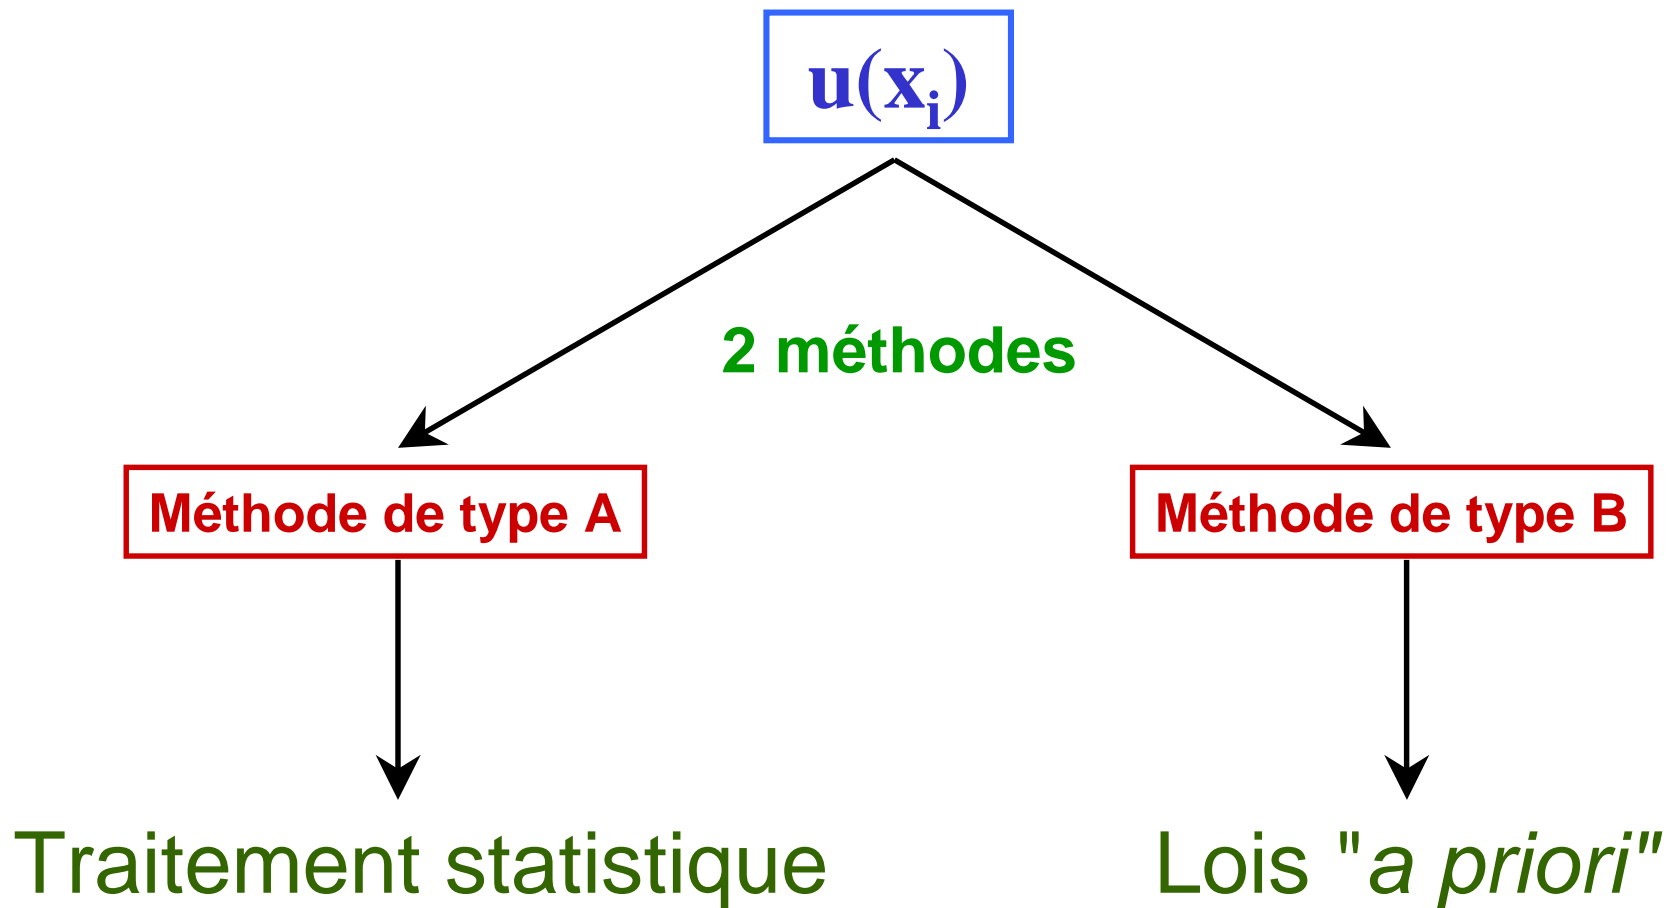 u(xᵢ)
2 méthodes
Méthode de type A
Méthode de type B
Traitement statistique
Lois "a priori"